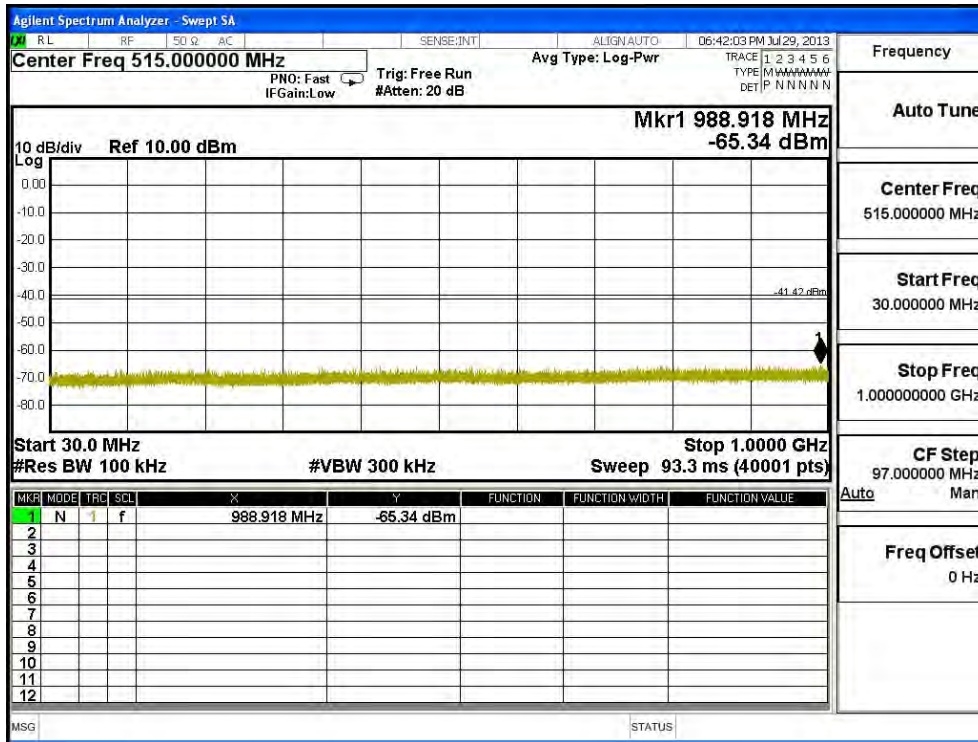 Agilent Spectrum Analyzer - Swept SA
RL RF 50 Ω AC SENSE:INT ALIGN AUTO 06:42:03 PM Jul 29, 2013
Center Freq 515.000000 MHz
PNO: Fast
IFGain:Low
Trig: Free Run
#Atten: 20 dB
Avg Type: Log-Pwr
TRACE 1 2 3 4 5 6
TYPE M WWWWW
DET P N N N N N
Mkr1 988.918 MHz
-65.34 dBm
10 dB/div Ref 10.00 dBm
Log
0.00
-10.0
-20.0
-30.0
-40.0
-41.42 dBm
-50.0
-60.0
1
-70.0
-80.0
Start 30.0 MHz Stop 1.0000 GHz
#Res BW 100 kHz #VBW 300 kHz Sweep 93.3 ms (40001 pts)
MKR MODE TRC SCL X Y FUNCTION FUNCTION WIDTH FUNCTION VALUE
1 N 1 f 988.918 MHz -65.34 dBm
2
3
4
5
6
7
8
9
10
11
12
MSG STATUS
Frequency
Auto Tune
Center Freq
515.000000 MHz
Start Freq
30.000000 MHz
Stop Freq
1.000000000 GHz
CF Step
97.000000 MHz
Auto Man
Freq Offset
0 Hz